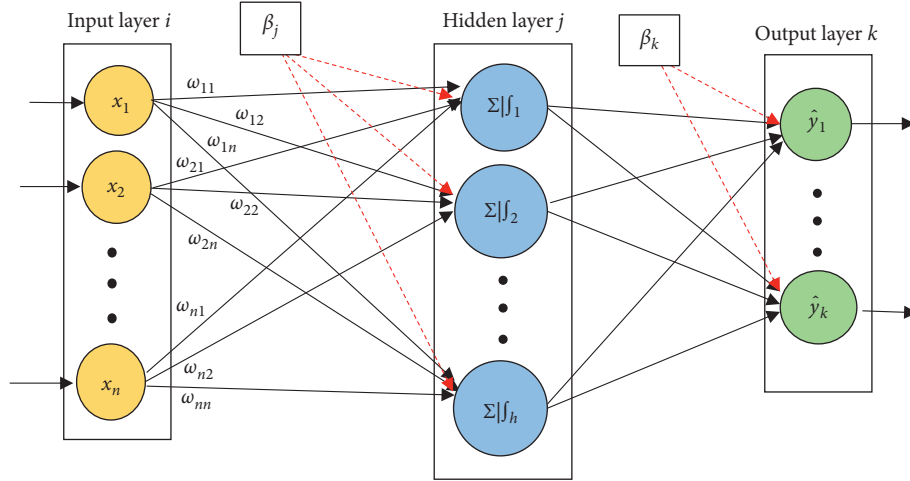 Input layer i
β_j
Hidden layer j
β_k
Output layer k
x_1
ω_11
ω_12
ω_1n
Σ|∫_1
ŷ_1
x_2
ω_21
ω_22
ω_2n
Σ|∫_2
ω_n1
ŷ_k
x_n
ω_n2
ω_nn
Σ|∫_h